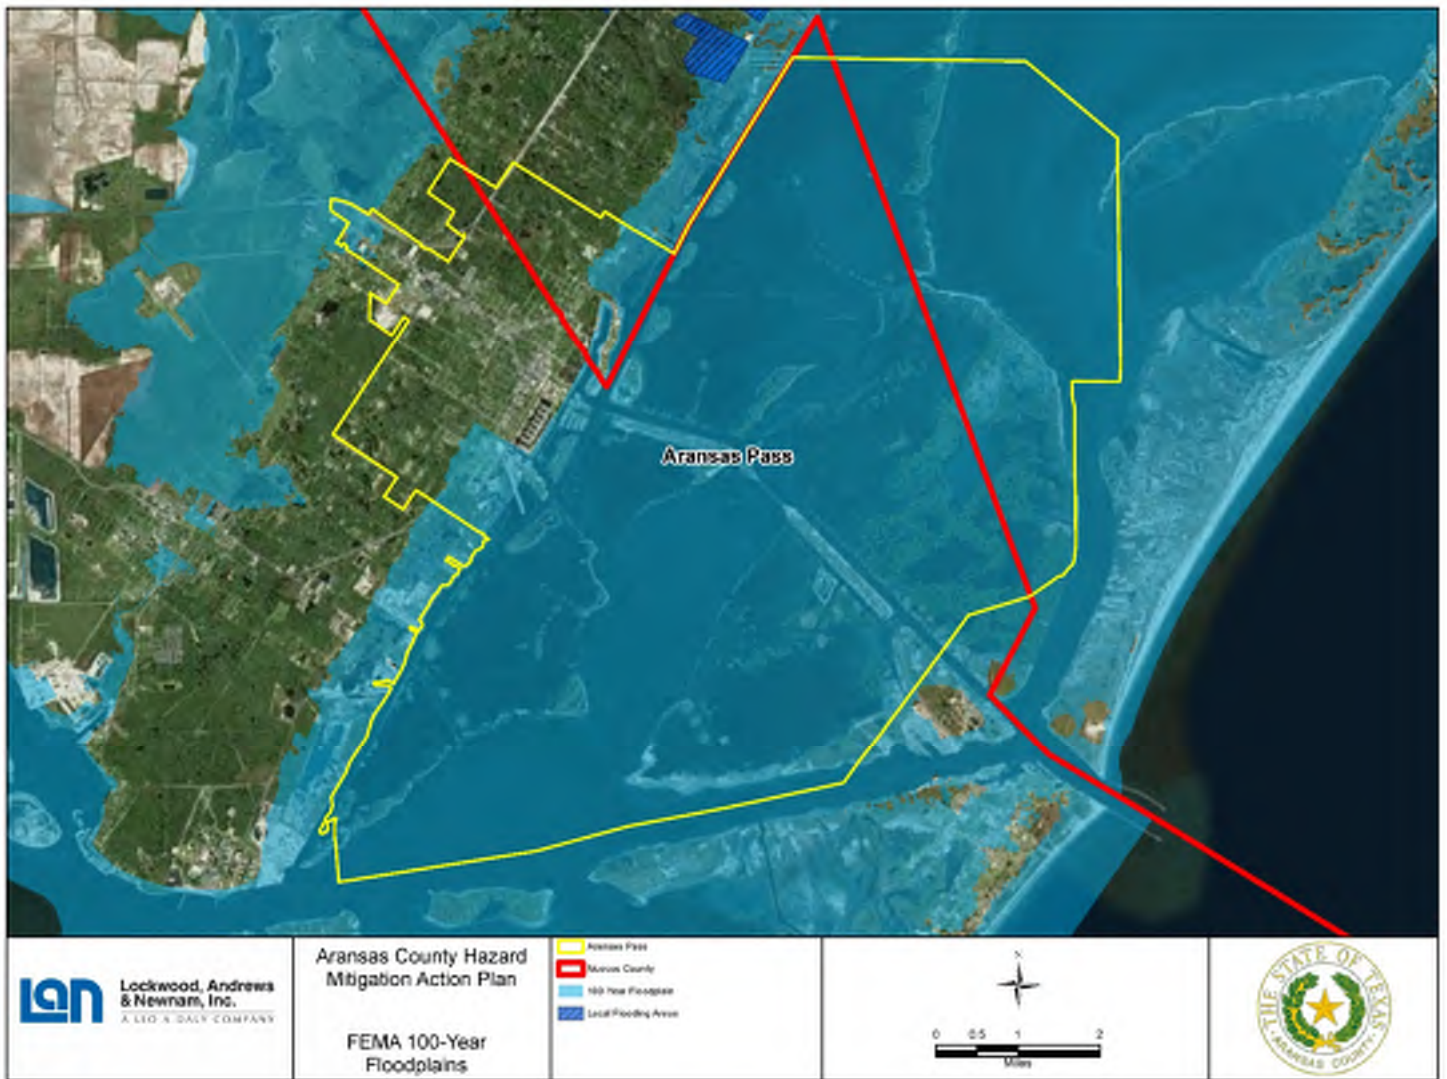 Aransas Pass
Lan
Lockwood, Andrews
& Newnam, Inc.
A LEO A DALY COMPANY
Aransas County Hazard
Mitigation Action Plan
FEMA 100-Year
Floodplains
Aransas Pass
Nueces County
100 Year Floodplain
Local Flooding Areas
N
0 0.5 1 2
Miles
THE STATE OF TEXAS
ARANSAS COUNTY